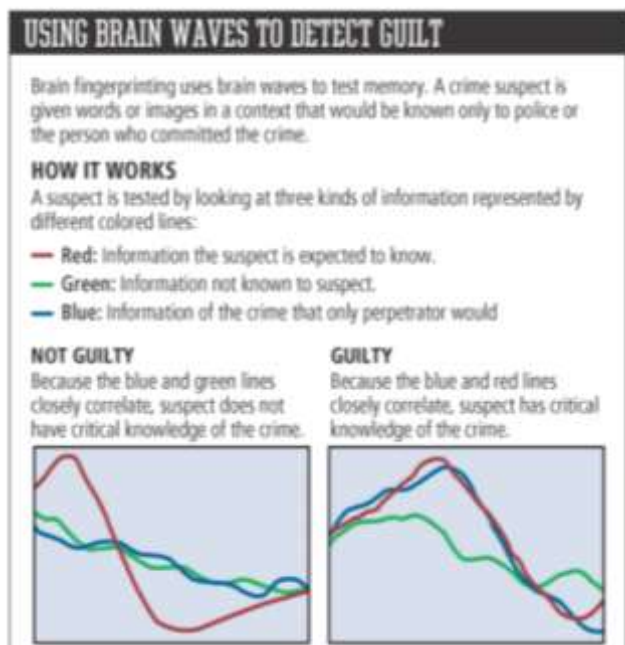 USING BRAIN WAVES TO DETECT GUILT
Brain fingerprinting uses brain waves to test memory. A crime suspect is
given words or images in a context that would be known only to police or
the person who committed the crime.
HOW IT WORKS
A suspect is tested by looking at three kinds of information represented by
different colored lines:
Red: Information the suspect is expected to know.
Green: Information not known to suspect.
Blue: Information of the crime that only perpetrator would
NOT GUILTY
Because the blue and green lines
closely correlate, suspect does not
have critical knowledge of the crime.
GUILTY
Because the blue and red lines
closely correlate, suspect has critical
knowledge of the crime.